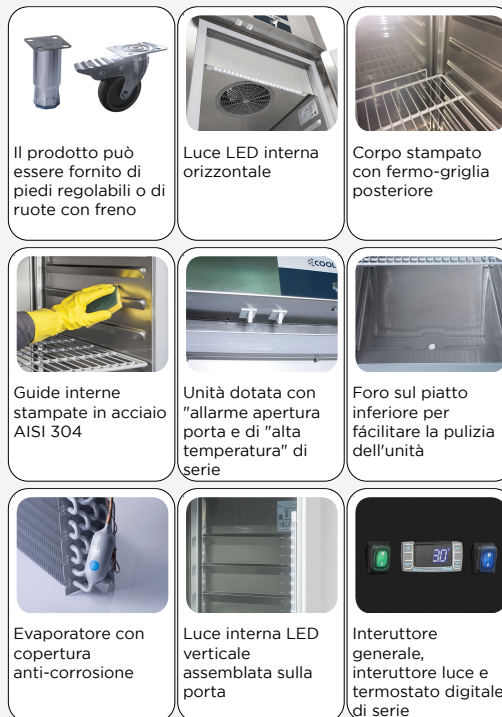 Il prodotto può
essere fornito di
piedi regolabili o di
ruote con freno
Luce LED interna
orizzontale
Corpo stampato
con fermo-griglia
posteriore
COOL
Guide interne
stampate in acciaio
AISI 304
Unità dotata con
"allarme apertura
porta e di "alta
temperatura" di
serie
Foro sul piatto
inferiore per
fácilitare la pulizia
dell'unità
Evaporatore con
copertura
anti-corrosione
Luce interna LED
verticale
assemblata sulla
porta
30°
Interuttore
generale,
interuttore luce e
termostato digitale
di serie